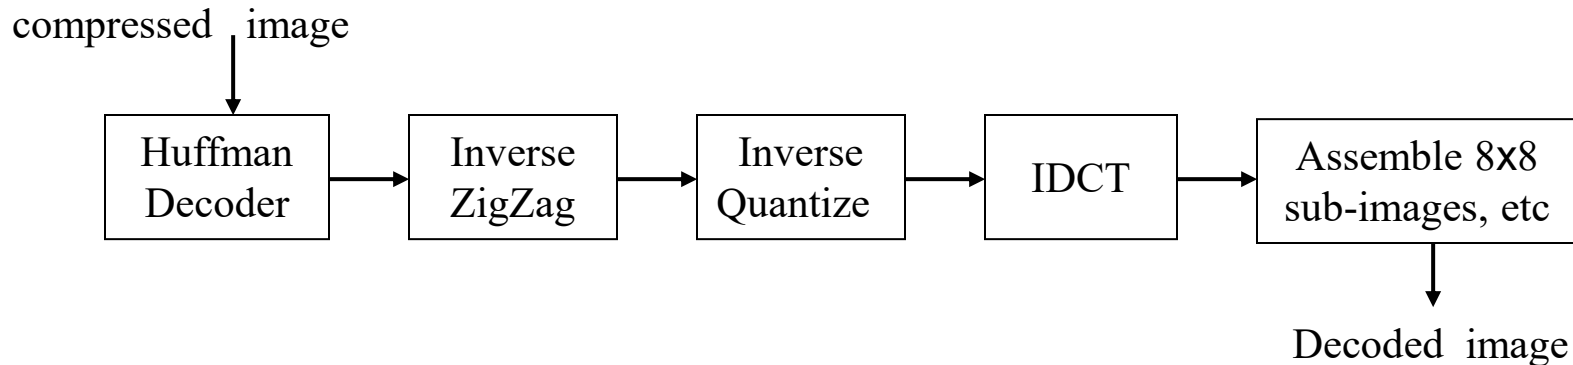 compressed image
Huffman
Decoder
Inverse
ZigZag
Inverse
Quantize
IDCT
Assemble 8x8
sub-images, etc
Decoded image